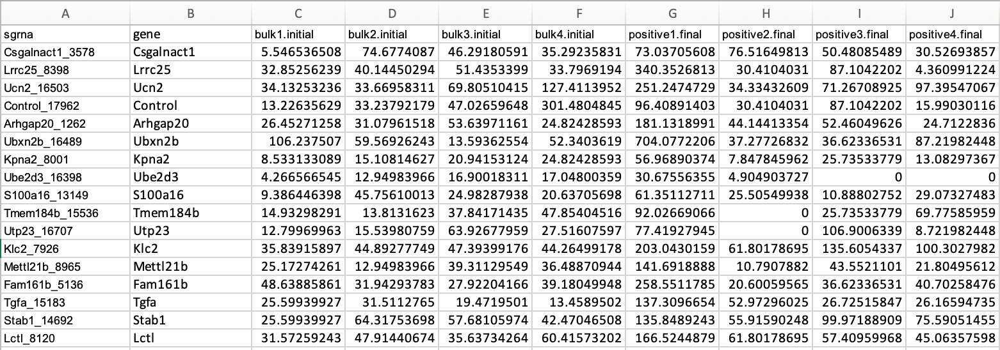 A B C D E F G H I J
sgrna gene bulk1.initial bulk2.initial bulk3.initial bulk4.initial positive1.final positive2.final positive3.final positive4.final
Csgalnact1_3578 Csgalnact1 5.546536508 74.6774087 46.29180591 35.29235831 73.03705608 76.51649813 50.48085489 30.52693857
Lrrc25_8398 Lrrc25 32.85256239 40.14450294 51.4353399 33.7969194 340.3526813 30.4104031 87.1042202 4.360991224
Ucn2_16503 Ucn2 34.13253236 33.66958311 69.80510415 127.4113952 251.2474729 34.33432609 71.26708925 97.39547067
Control_17962 Control 13.22635629 33.23792179 47.02659648 301.4804845 96.40891403 30.4104031 87.1042202 15.99030116
Arhgap20_1262 Arhgap20 26.45271258 31.07961518 53.63971161 24.82428593 181.1318991 44.14413354 52.46049626 24.7122836
Ubxn2b_16489 Ubxn2b 106.237507 59.56926243 13.59362554 52.3403619 704.0772206 37.27726832 36.62336531 87.21982448
Kpna2_8001 Kpna2 8.533133089 15.10814627 20.94153124 24.82428593 56.96890374 7.847845962 25.73533779 13.08297367
Ube2d3_16398 Ube2d3 4.266566545 12.94983966 16.90018311 17.04800359 30.67556355 4.904903727 0 0
S100a16_13149 S100a16 9.386446398 45.75610013 24.98287938 20.63705698 61.35112711 25.50549938 10.88802752 29.07327483
Tmem184b_15536 Tmem184b 14.93298291 13.8131623 37.84171435 47.85404516 92.02669066 0 25.73533779 69.77585959
Utp23_16707 Utp23 12.79969963 15.53980759 63.92677959 27.51607597 77.41927945 0 106.9006339 8.721982448
Klc2_7926 Klc2 35.83915897 44.89277749 47.39399176 44.26499178 203.0430159 61.80178695 135.6054337 100.3027982
Mettl21b_8965 Mettl21b 25.17274261 12.94983966 39.31129549 36.48870944 141.6918888 10.7907882 43.5521101 21.80495612
Fam161b_5136 Fam161b 48.63885861 31.94293783 27.92204166 39.18049948 258.5511785 20.60059565 36.62336531 40.70258476
Tgfa_15183 Tgfa 25.59939927 31.5112765 19.4719501 13.4589502 137.3096654 52.97296025 26.72515847 26.16594735
Stab1_14692 Stab1 25.59939927 64.31753698 57.68105974 42.47046508 135.8489243 55.91590248 99.97188909 75.59051455
Lctl_8120 Lctl 31.57259243 47.91440674 35.63734264 60.41573202 166.5244879 61.80178695 57.40959968 45.06357598